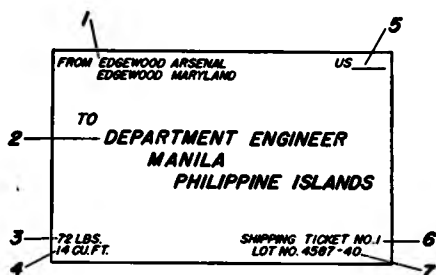 1
5
FROM EDGEWOOD ARSENAL
US
EDGEWOOD MARYLAND
TO
2
DEPARTMENT ENGINEER
MANILA
PHILIPPINE ISLANDS
3
72 LBS.
SHIPPING TICKET NO. 1
6
4
14 CU. FT.
LOT NO. 4587-40
7